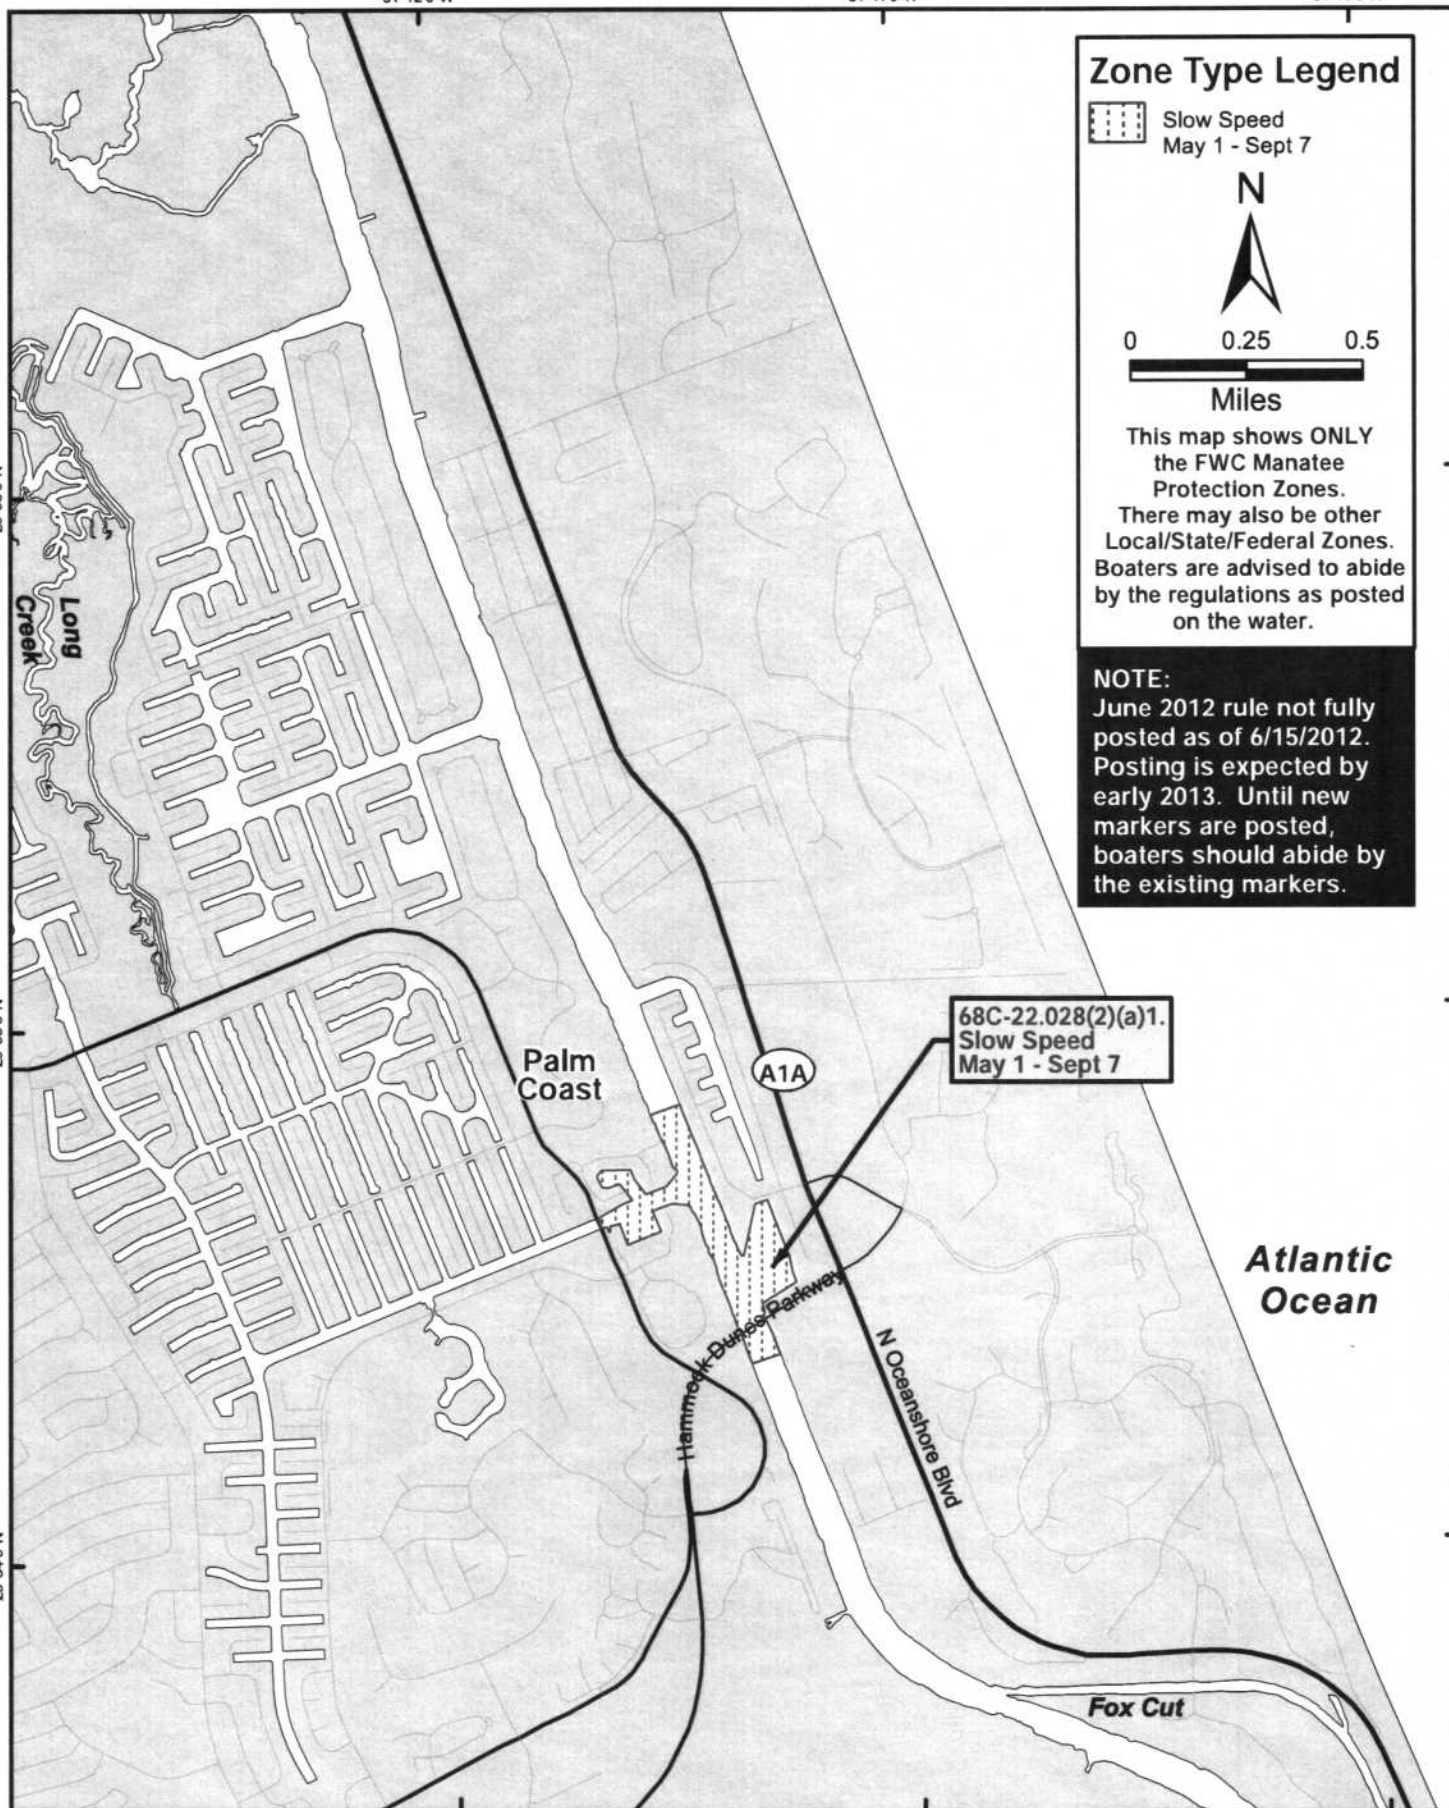 Zone Type Legend
Slow Speed
May 1 - Sept 7
N
0 0.25 0.5
Miles
This map shows ONLY
the FWC Manatee
Protection Zones.
There may also be other
Local/State/Federal Zones.
Boaters are advised to abide
by the regulations as posted
on the water.
NOTE:
June 2012 rule not fully
posted as of 6/15/2012.
Posting is expected by
early 2013. Until new
markers are posted,
boaters should abide by
the existing markers.
Long
Creek
68C-22.028(2)(a)1.
Slow Speed
May 1 - Sept 7
Palm
Coast
A1A
Atlantic
Ocean
Hammock Dunes Parkway
N Oceanshore Blvd
Fox Cut